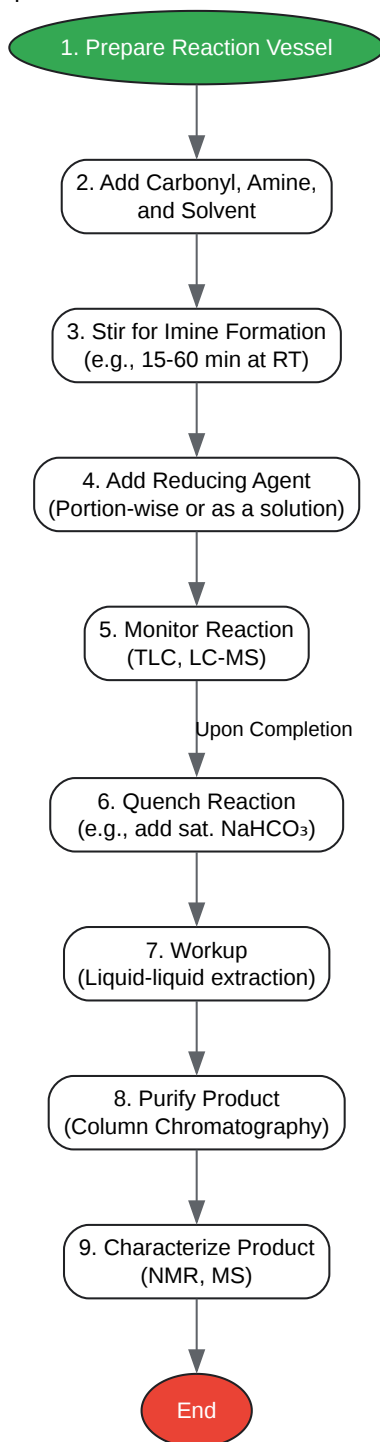 1. Prepare Reaction Vessel
2. Add Carbonyl, Amine,
and Solvent
3. Stir for Imine Formation
(e.g., 15-60 min at RT)
4. Add Reducing Agent
(Portion-wise or as a solution)
5. Monitor Reaction
(TLC, LC-MS)
Upon Completion
6. Quench Reaction
(e.g., add sat. NaHCO₃)
7. Workup
(Liquid-liquid extraction)
8. Purify Product
(Column Chromatography)
9. Characterize Product
(NMR, MS)
End